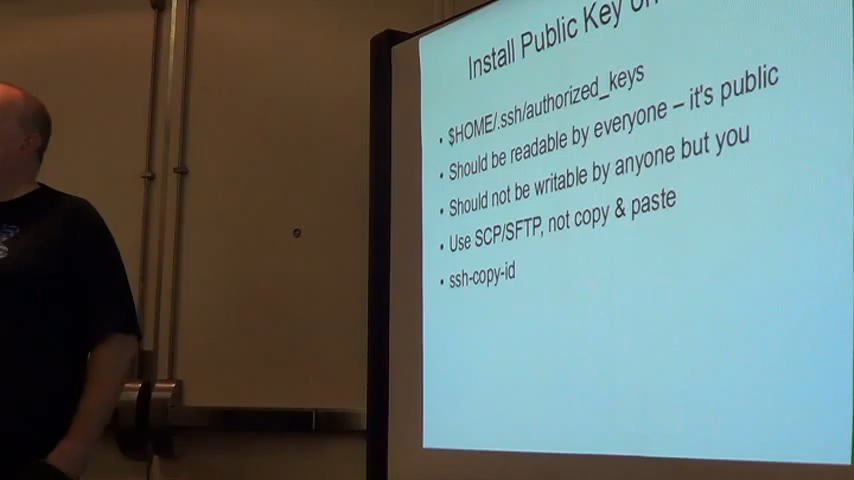 Install Public Key on
• $HOME/.ssh/authorized_keys
• Should be readable by everyone – it's public
• Should not be writable by anyone but you
• Use SCP/SFTP, not copy & paste
• ssh-copy-id